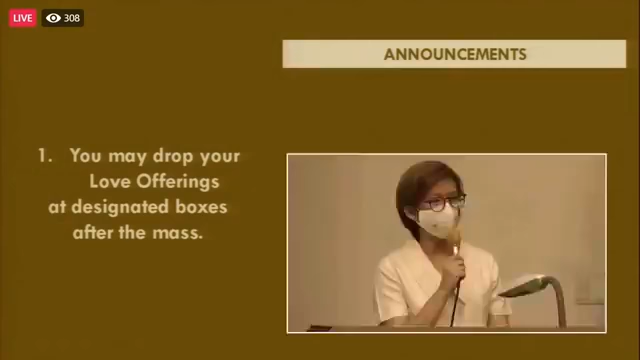 LIVE 308
ANNOUNCEMENTS
1. You may drop your
Love Offerings
at designated boxes
after the mass.